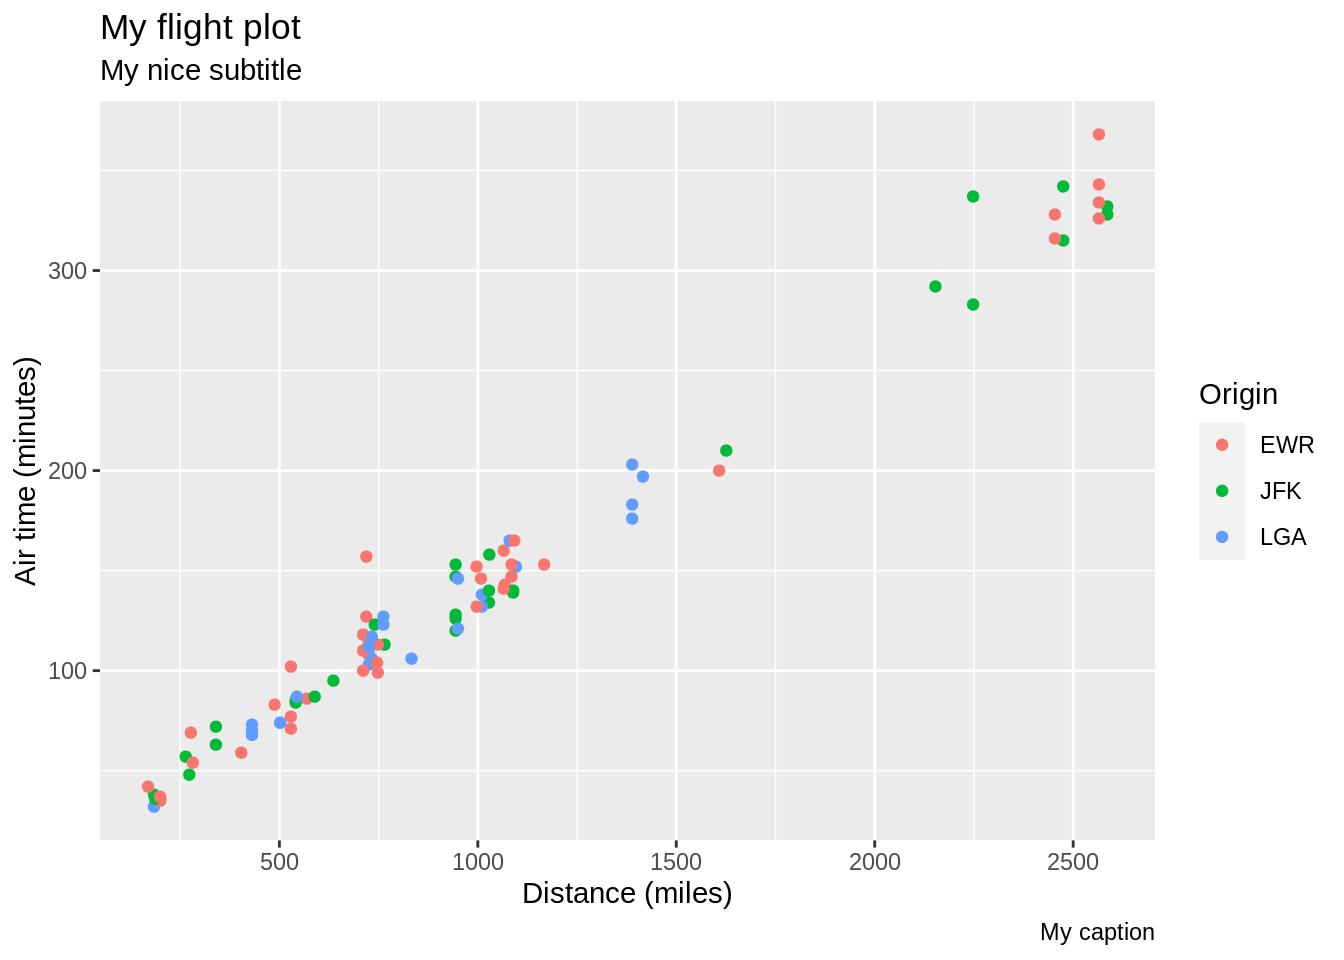 My flight plot
My nice subtitle
300
200
100
Air time (minutes)
500 1000 1500 2000 2500
Distance (miles)
My caption
Origin
EWR
JFK
LGA